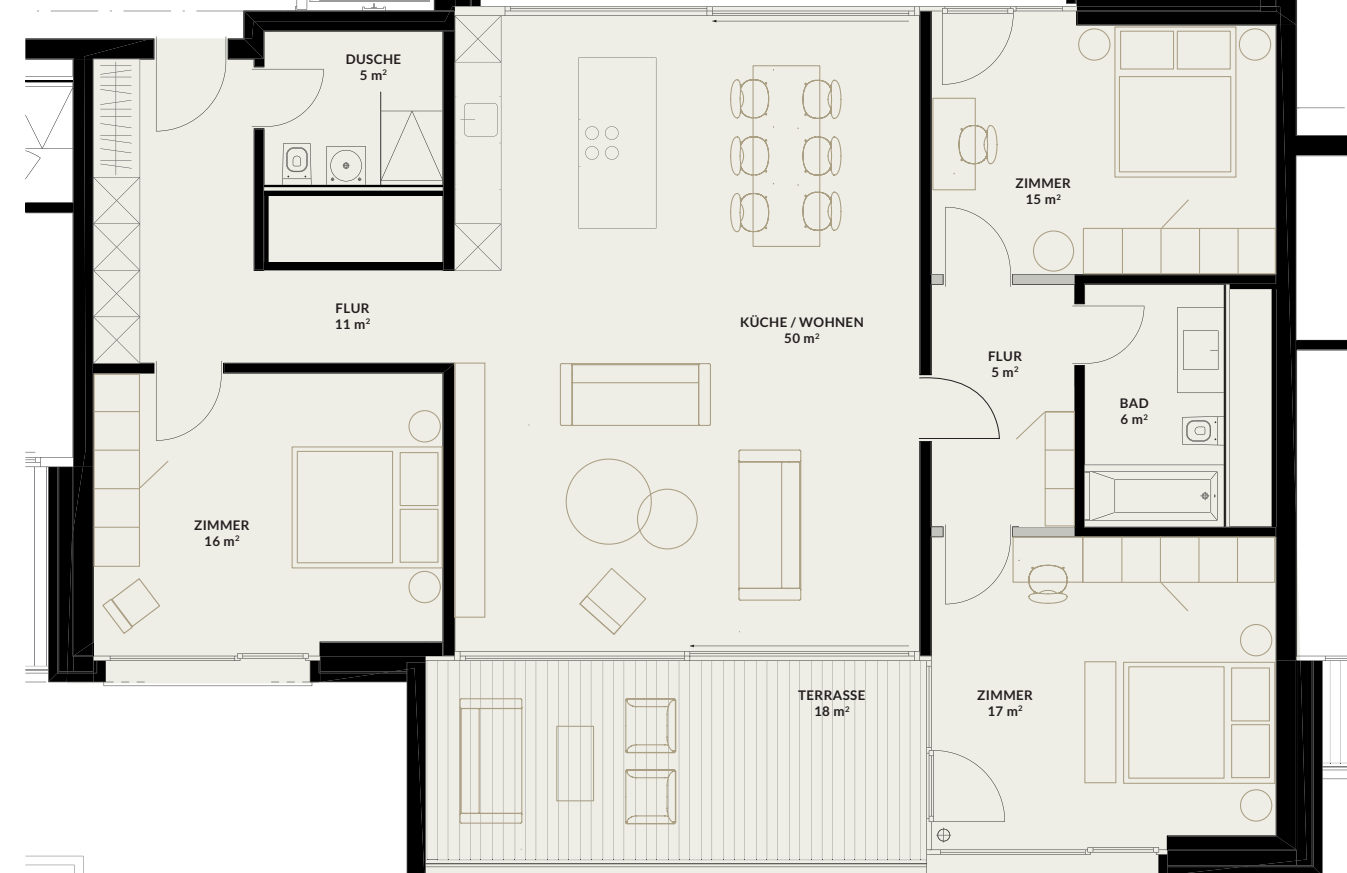 DUSCHE
5 m²
ZIMMER
15 m²
FLUR
11 m²
KÜCHE / WOHNEN
50 m²
FLUR
5 m²
BAD
6 m²
ZIMMER
16 m²
TERRASSE
18 m²
ZIMMER
17 m²